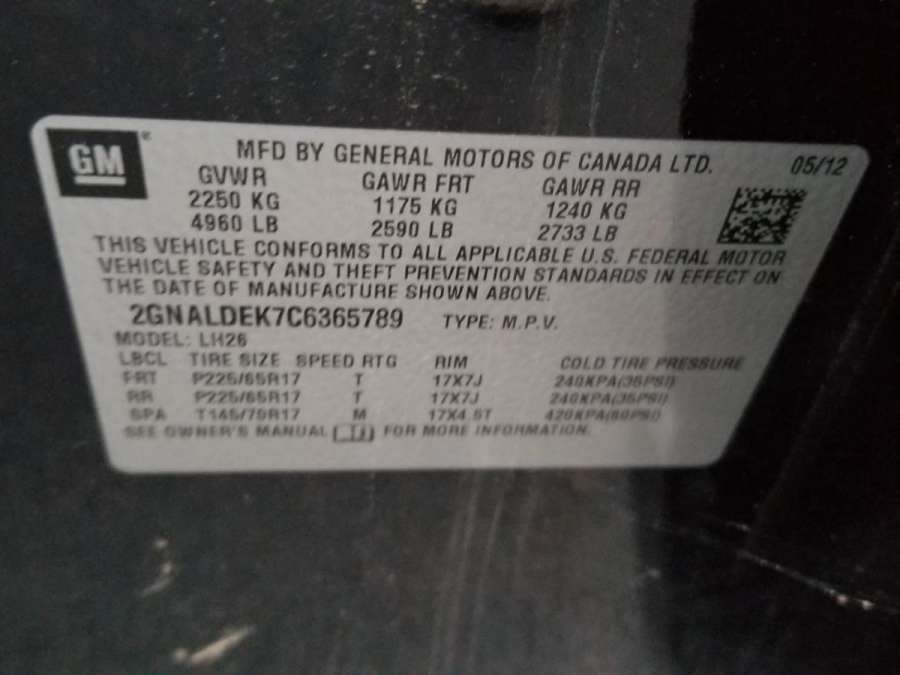 GM ®
MFD BY GENERAL MOTORS OF CANADA LTD. 05/12
GVWR GAWR FRT GAWR RR
2250 KG 1175 KG 1240 KG
4960 LB 2590 LB 2733 LB
THIS VEHICLE CONFORMS TO ALL APPLICABLE U.S. FEDERAL MOTOR
VEHICLE SAFETY AND THEFT PREVENTION STANDARDS IN EFFECT ON
THE DATE OF MANUFACTURE SHOWN ABOVE.
2GNALDEK7C6365789 TYPE: M.P.V.
MODEL: LH26
LBCL TIRE SIZE SPEED RTG RIM COLD TIRE PRESSURE
FRT P225/65R17 T 17X7J 240KPA(35PSI)
RR P225/65R17 T 17X7J 240KPA(35PSI)
SPA T145/70R17 M 17X4.5T 420KPA(60PSI)
SEE OWNER'S MANUAL FOR MORE INFORMATION.